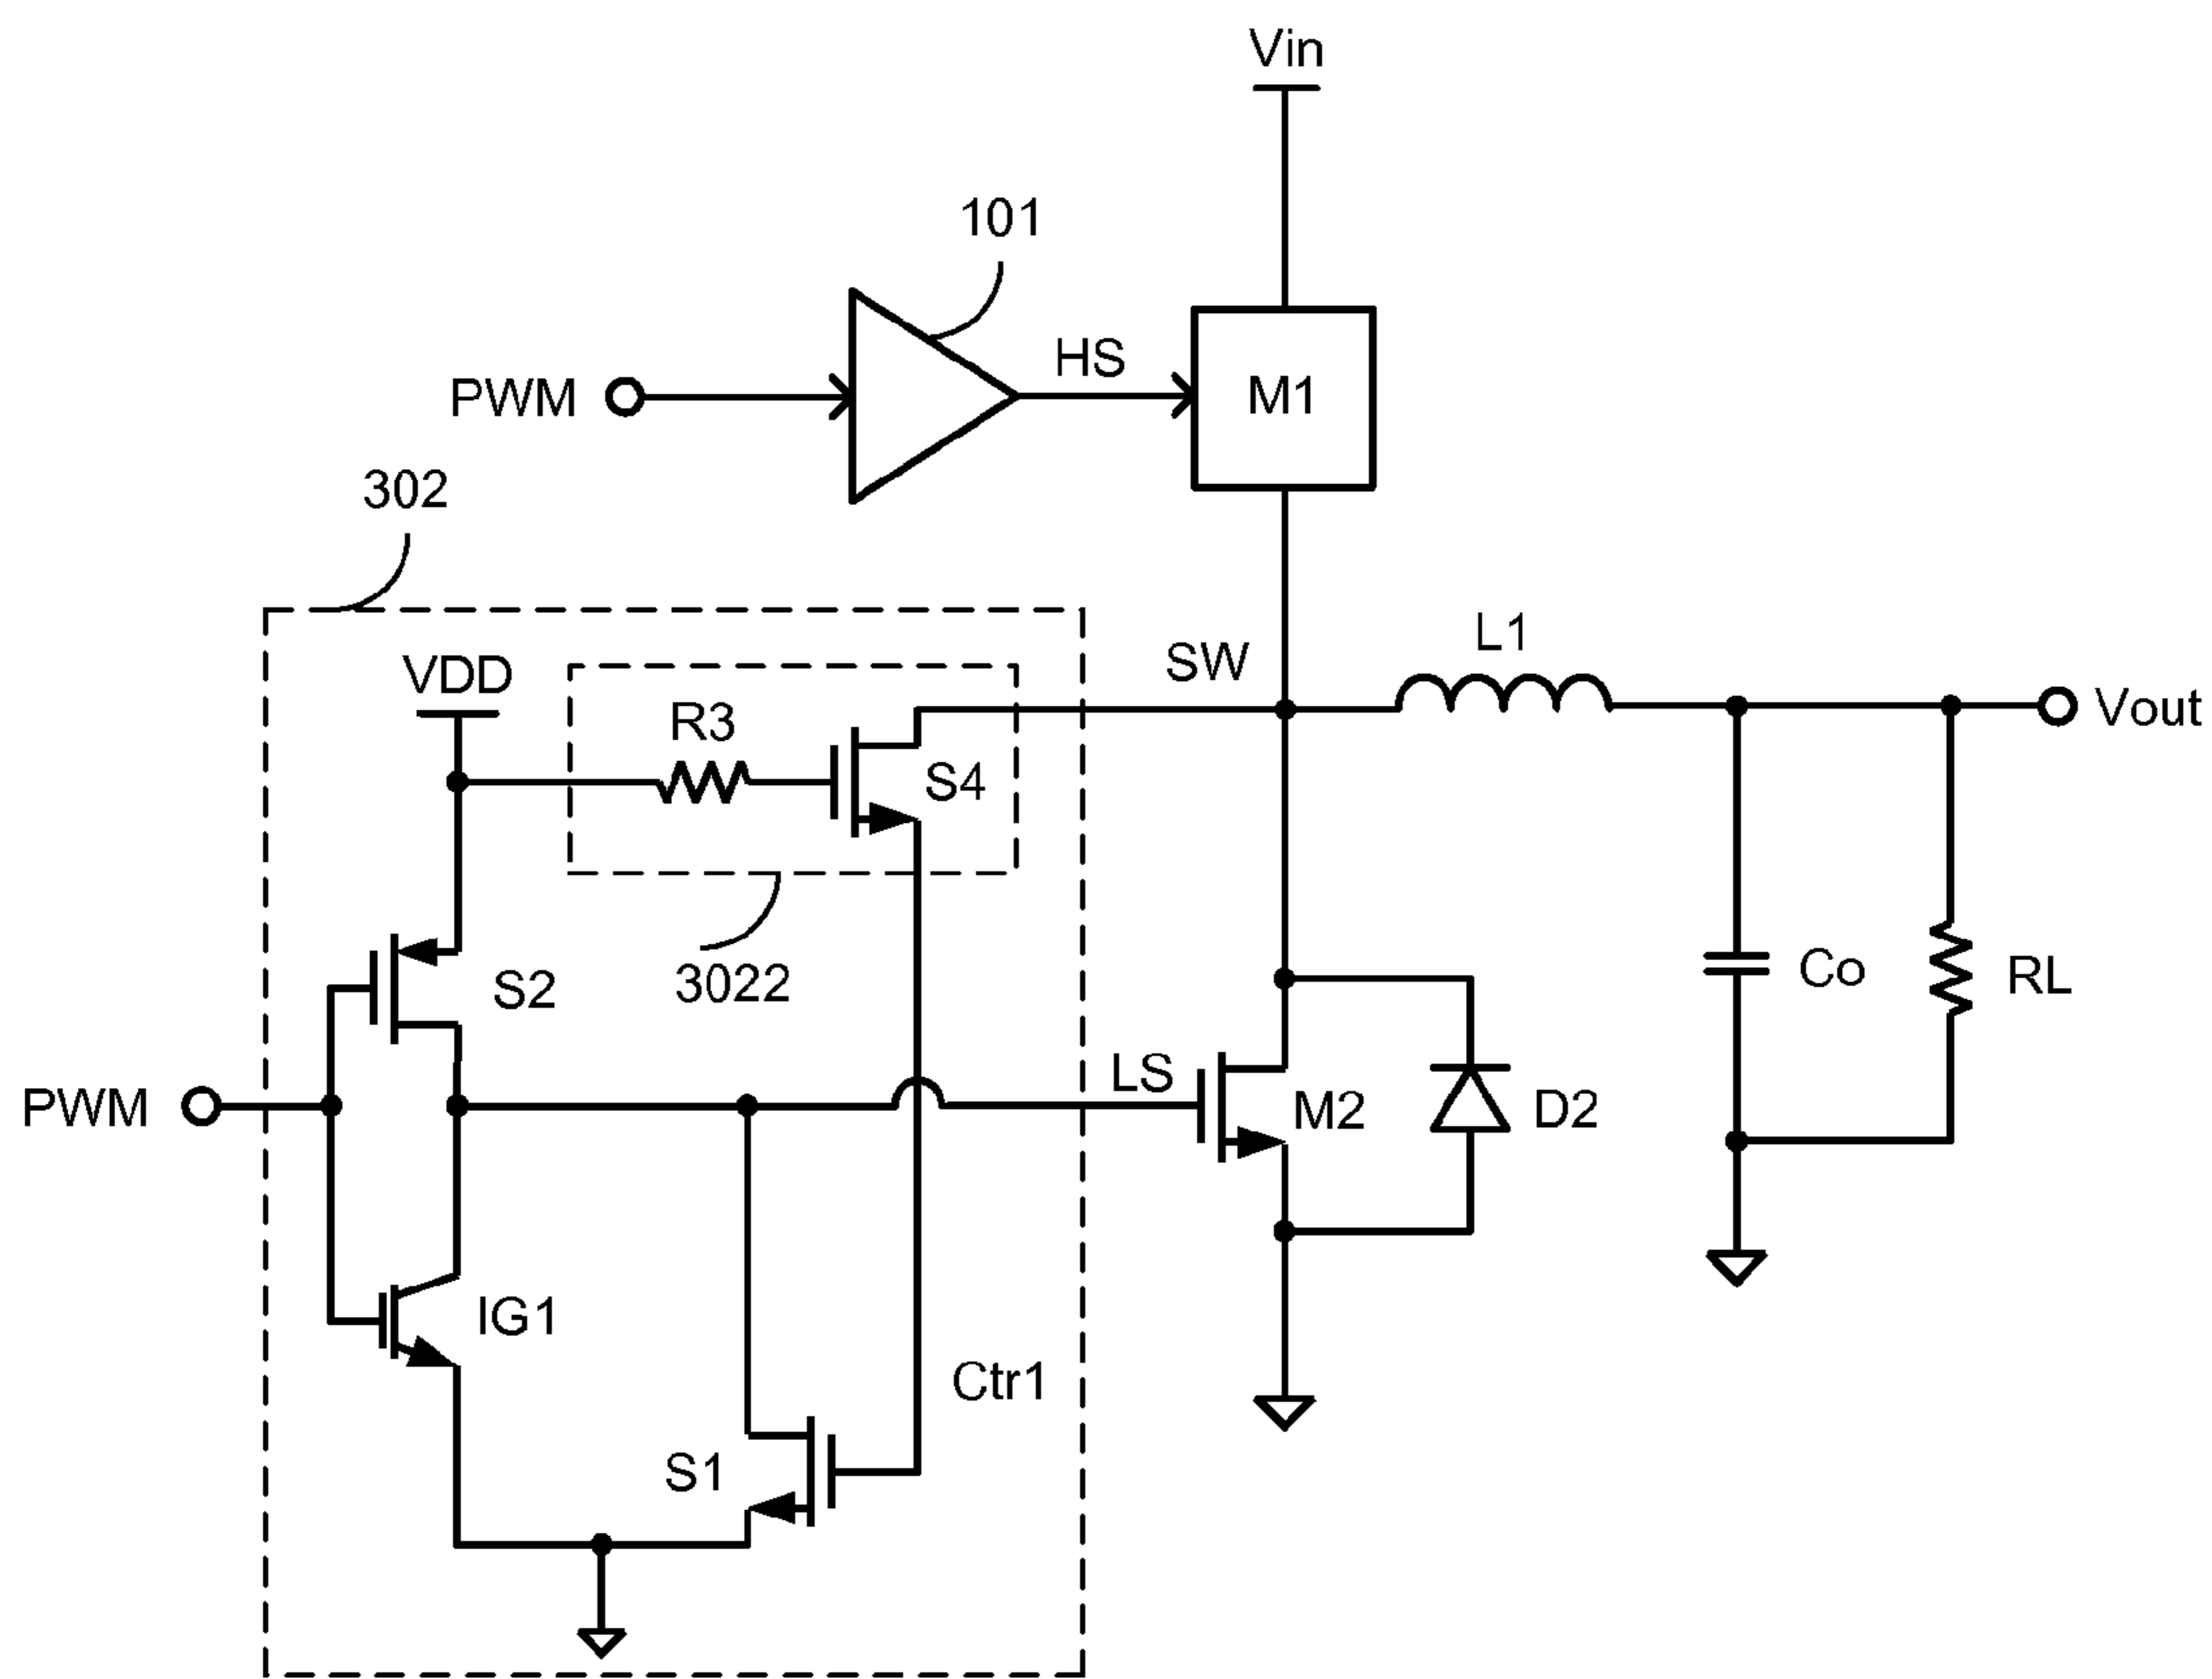 Vin
101
PWM
HS
M1
302
VDD
R3
S4
SW
L1
Vout
S2
3022
Co
RL
PWM
LS
M2
D2
IG1
Ctr1
S1